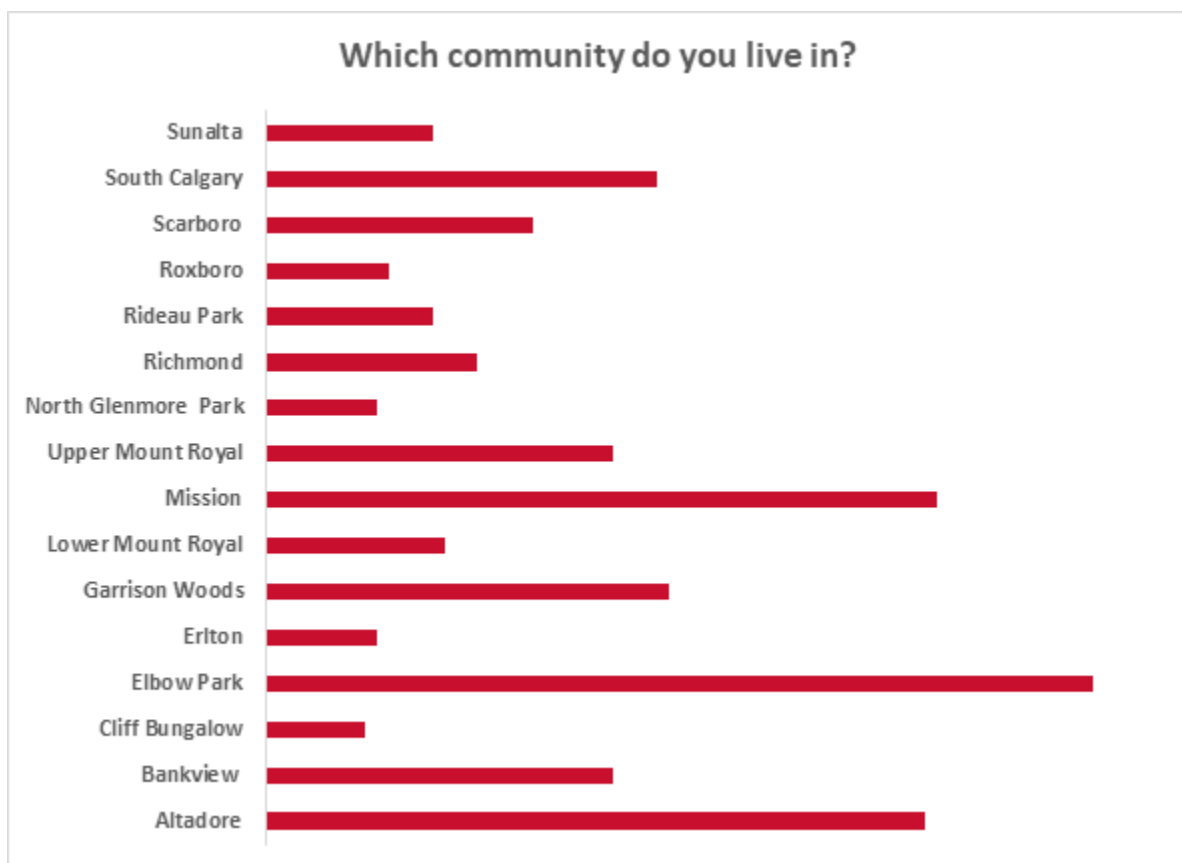 Which community do you live in?
Sunalta
South Calgary
Scarboro
Roxboro
Rideau Park
Richmond
North Glenmore  Park
Upper Mount Royal
Mission
Lower Mount Royal
Garrison Woods
Erlton
Elbow Park
Cliff Bungalow
Bankview
Altadore